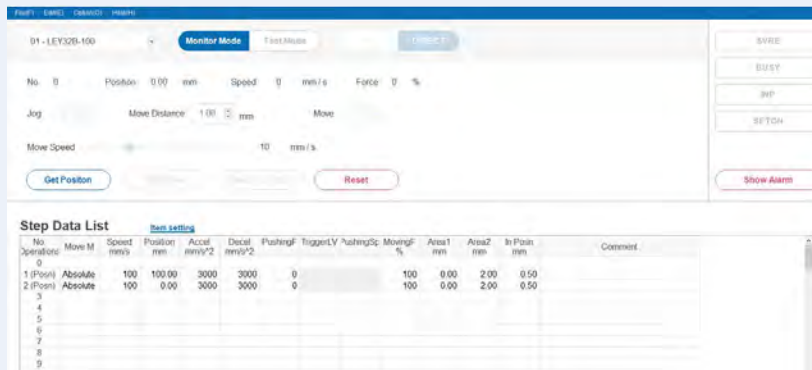 01 - LEY32B-100 Monitor Mode Test Mode
SVRE
BUSY
INP
SETON
No. 0 Position 0.00 mm Speed 0 mm/s Force 0 %
Jog Move Distance 1.00 mm Move
Move Speed 10 mm/s
Get Positon Reset Show Alarm
Step Data List Item setting
No. Operations Move M Speed mm/s Position mm Accel mm/s^2 Decel mm/s^2 PushingF TriggerLV PushingSp MovingF % Area1 mm Area2 mm In Posin mm Comment
0
1 (Posn) Absolute 100 100.00 3000 3000 0 100 0.00 2.00 0.50
2 (Posn) Absolute 100 0.00 3000 3000 0 100 0.00 2.00 0.50
3
4
5
6
7
8
9